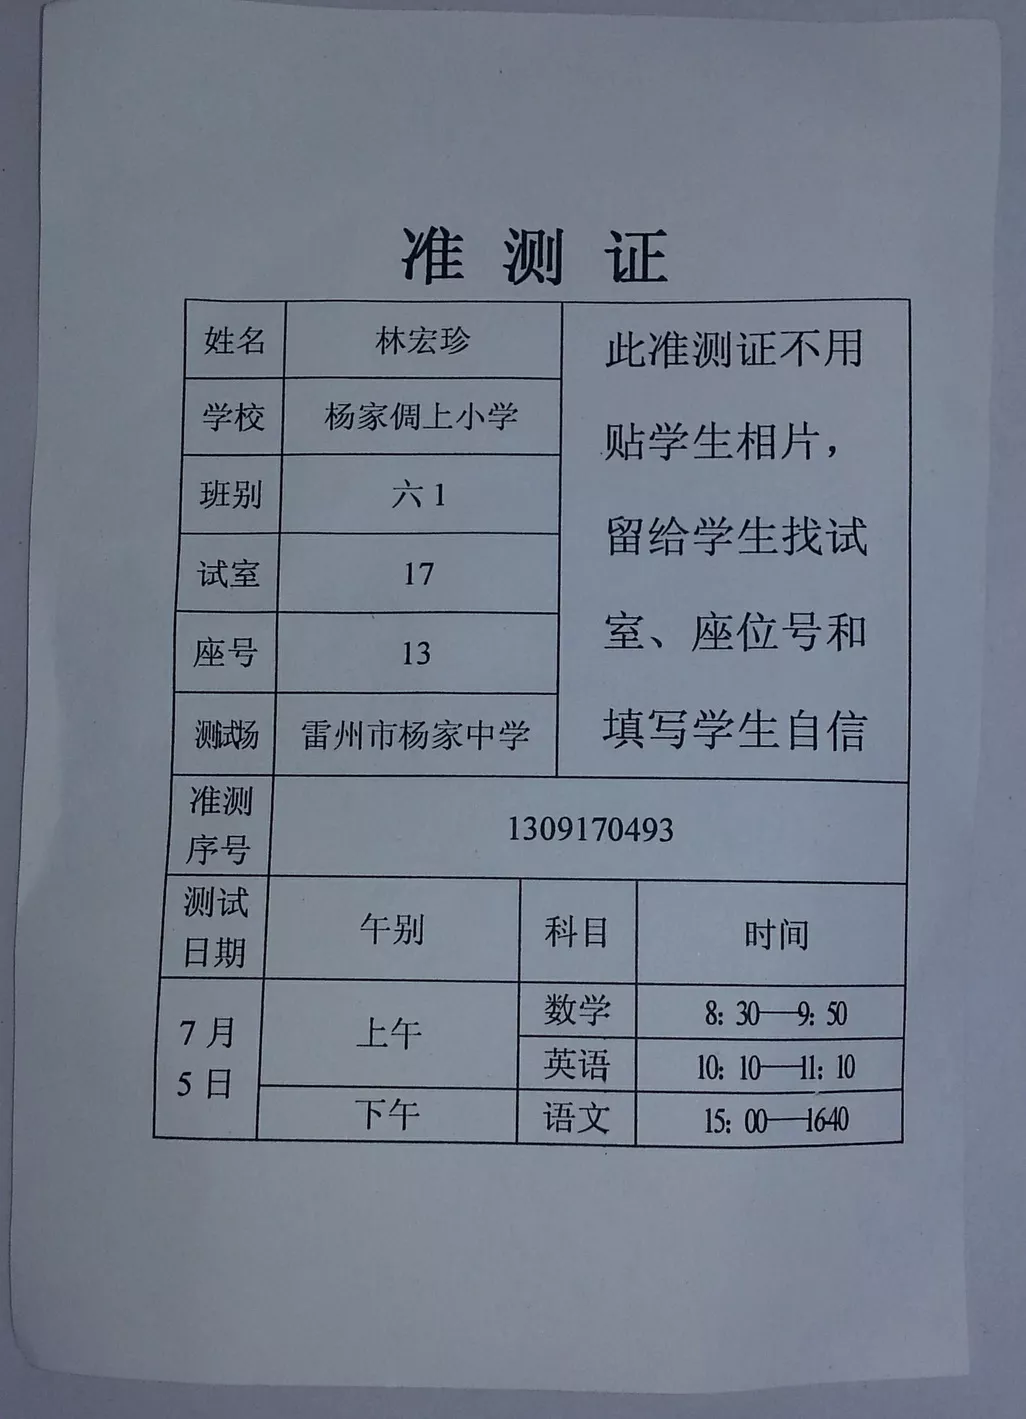 准测证
姓名 林宏珍
学校 杨家倜上小学
班别 六1
试室 17
座号 13
测试场 雷州市杨家中学
此准测证不用
贴学生相片，
留给学生找试
室、座位号和
填写学生自信
准测
序号
1309170493
测试
日期
午别 科目 时间
7月
5日
上午
数学 8：30—9：50
英语 10：10—11：10
下午 语文 15：00—1640